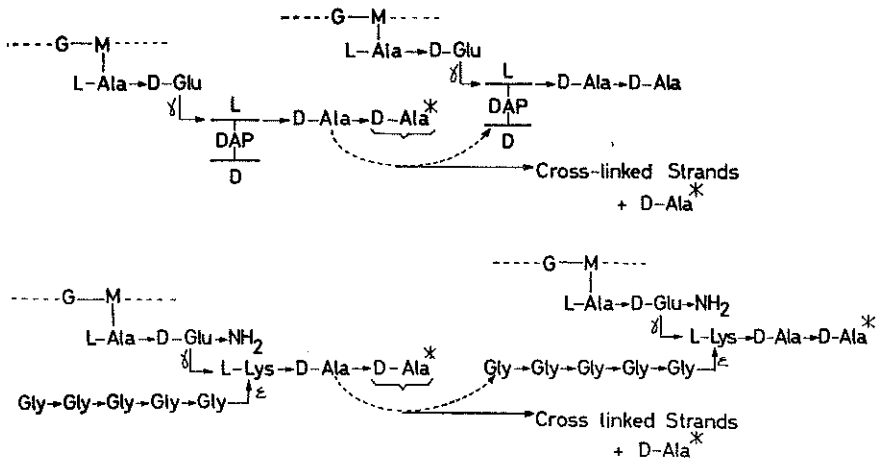 G—M
L-Ala→D-Glu
γ
L
DAP
D
→D-Ala→D-Ala*
G—M
L-Ala→D-Glu
γ
L
DAP
D
→D-Ala→D-Ala
Cross-linked Strands
+ D-Ala*
G—M
L-Ala→D-Glu→NH2
γ
L-Lys→D-Ala→D-Ala*
ε
Gly→Gly→Gly→Gly→Gly
G—M
L-Ala→D-Glu→NH2
γ
L-Lys→D-Ala→D-Ala*
ε
Gly→Gly→Gly→Gly→Gly
Cross linked Strands
+ D-Ala*